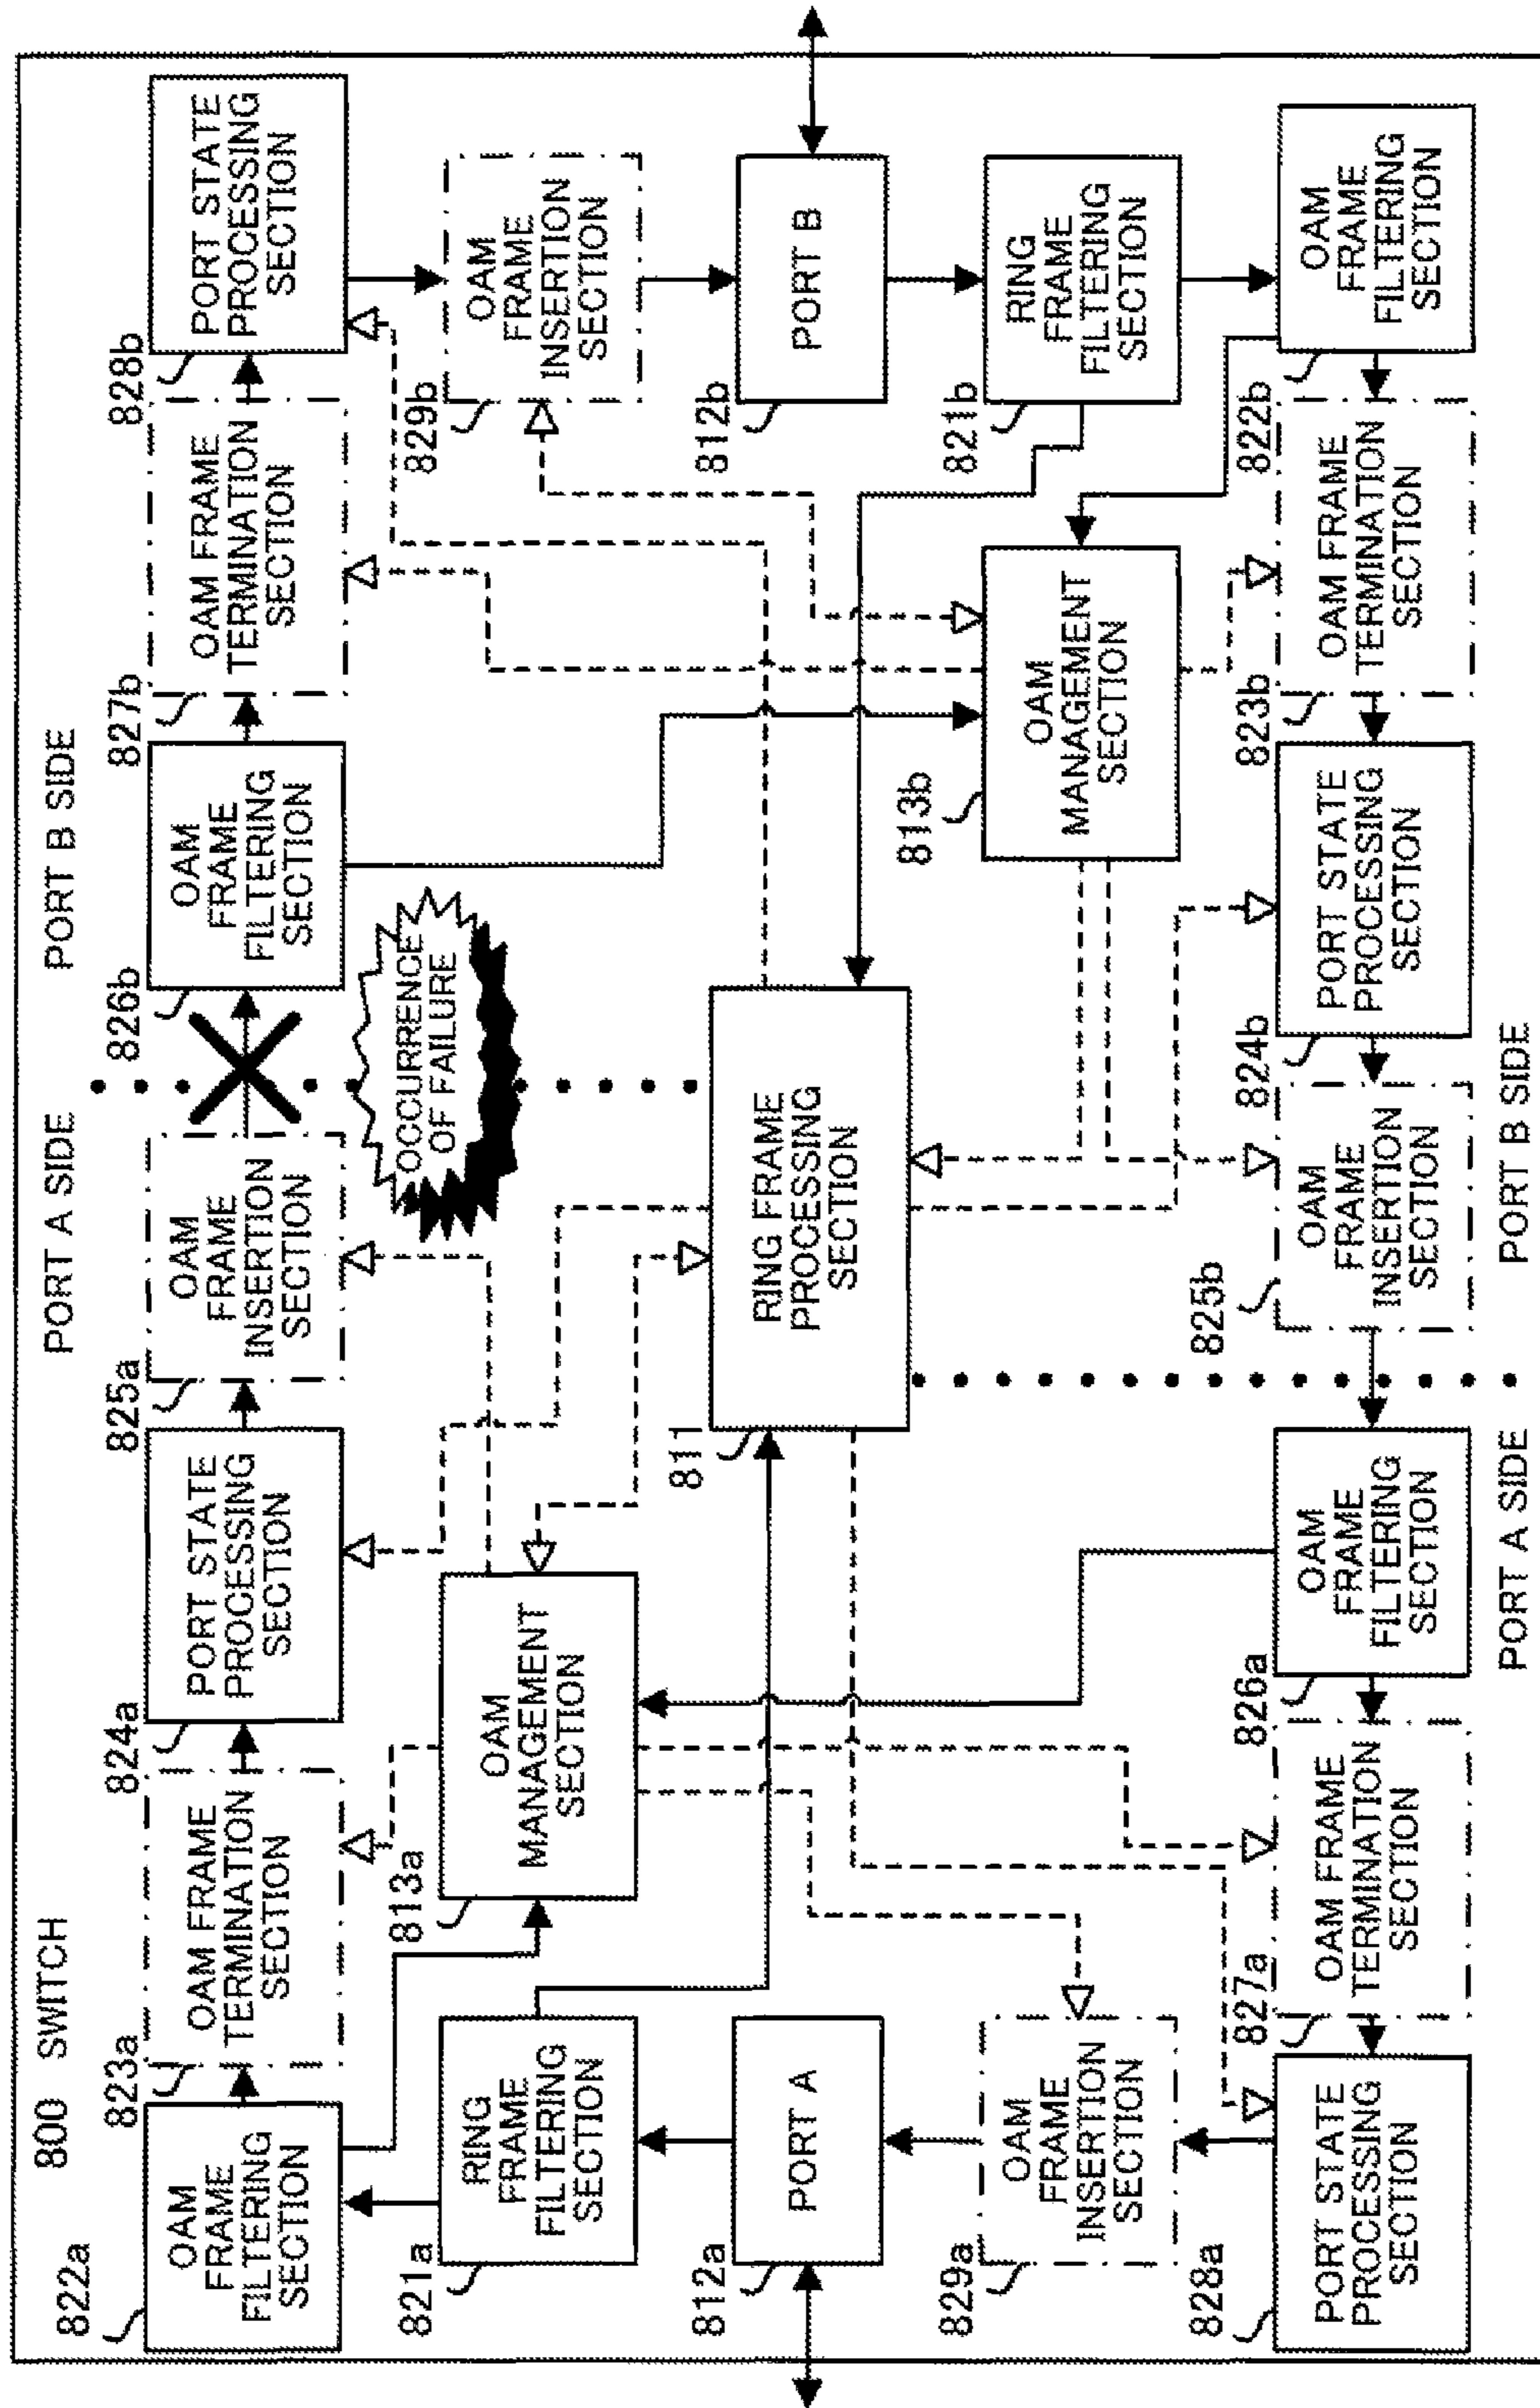 800 SWITCH
PORT A SIDE
PORT B SIDE
822a
OAM
FRAME
FILTERING
SECTION
823a
OAM FRAME
TERMINATION
SECTION
824a
PORT STATE
PROCESSING
SECTION
825a
OAM
FRAME
INSERTION
SECTION
826b
OAM
FRAME
FILTERING
SECTION
827b
OAM FRAME
TERMINATION
SECTION
828b
PORT STATE
PROCESSING
SECTION
OCCURRENCE
OF FAILURE
821a
RING
FRAME
FILTERING
SECTION
813a
OAM
MANAGEMENT
SECTION
829b
OAM
FRAME
INSERTION
SECTION
812a
PORT A
811
RING FRAME
PROCESSING
SECTION
812b
PORT B
829a
OAM
FRAME
INSERTION
SECTION
813b
OAM
MANAGEMENT
SECTION
821b
RING
FRAME
FILTERING
SECTION
828a
PORT STATE
PROCESSING
SECTION
827a
OAM FRAME
TERMINATION
SECTION
826a
OAM
FRAME
FILTERING
SECTION
825b
OAM
FRAME
INSERTION
SECTION
824b
PORT STATE
PROCESSING
SECTION
823b
OAM FRAME
TERMINATION
SECTION
822b
OAM
FRAME
FILTERING
SECTION
PORT A SIDE
PORT B SIDE